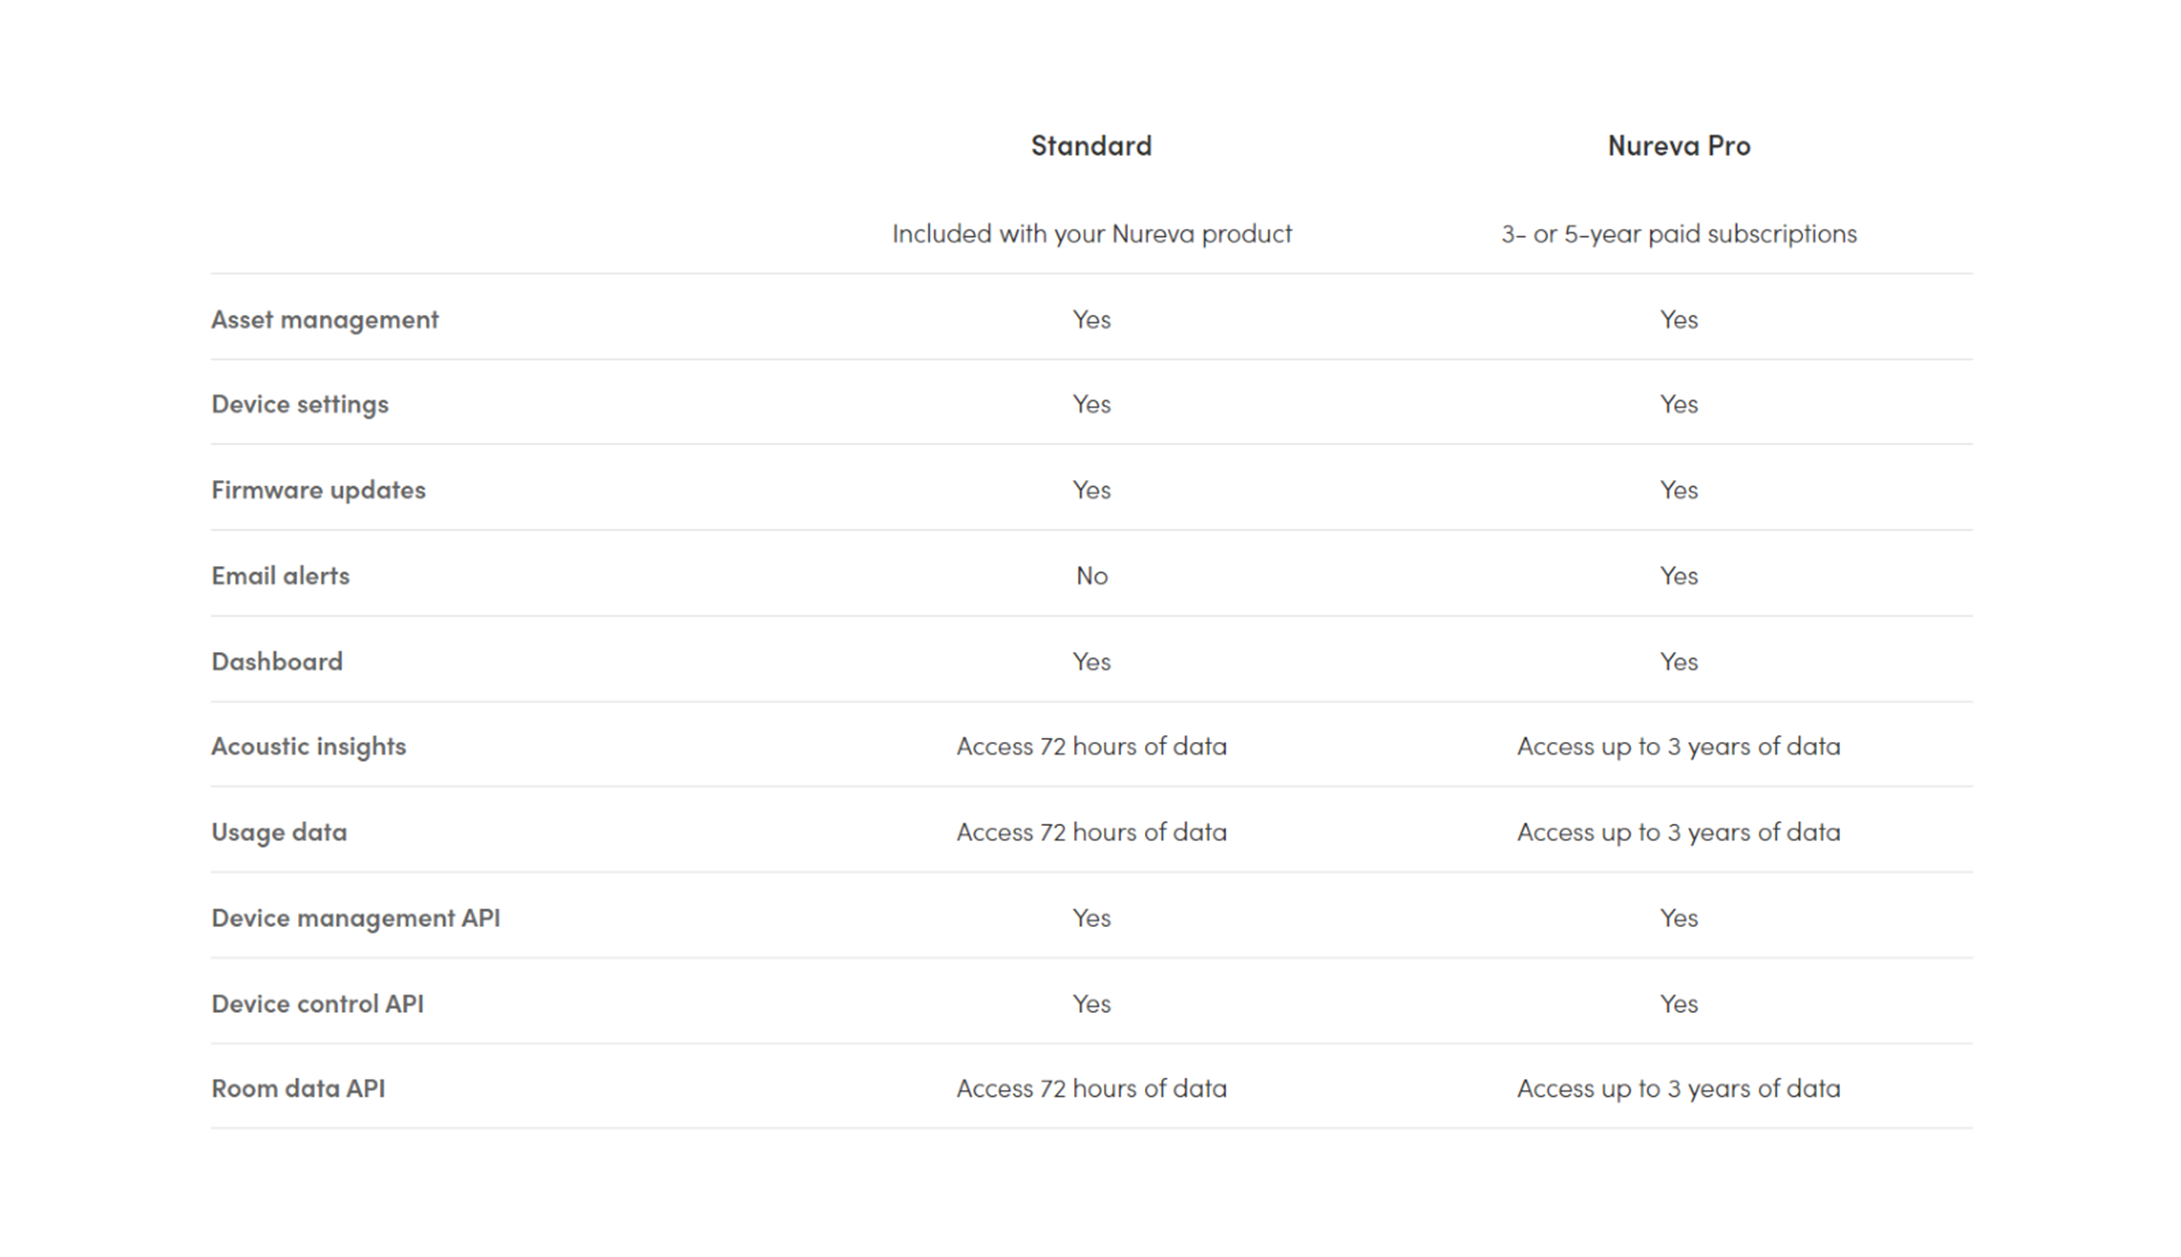 Standard Nureva Pro
Included with your Nureva product 3- or 5-year paid subscriptions
Asset management Yes Yes
Device settings Yes Yes
Firmware updates Yes Yes
Email alerts No Yes
Dashboard Yes Yes
Acoustic insights Access 72 hours of data Access up to 3 years of data
Usage data Access 72 hours of data Access up to 3 years of data
Device management API Yes Yes
Device control API Yes Yes
Room data API Access 72 hours of data Access up to 3 years of data